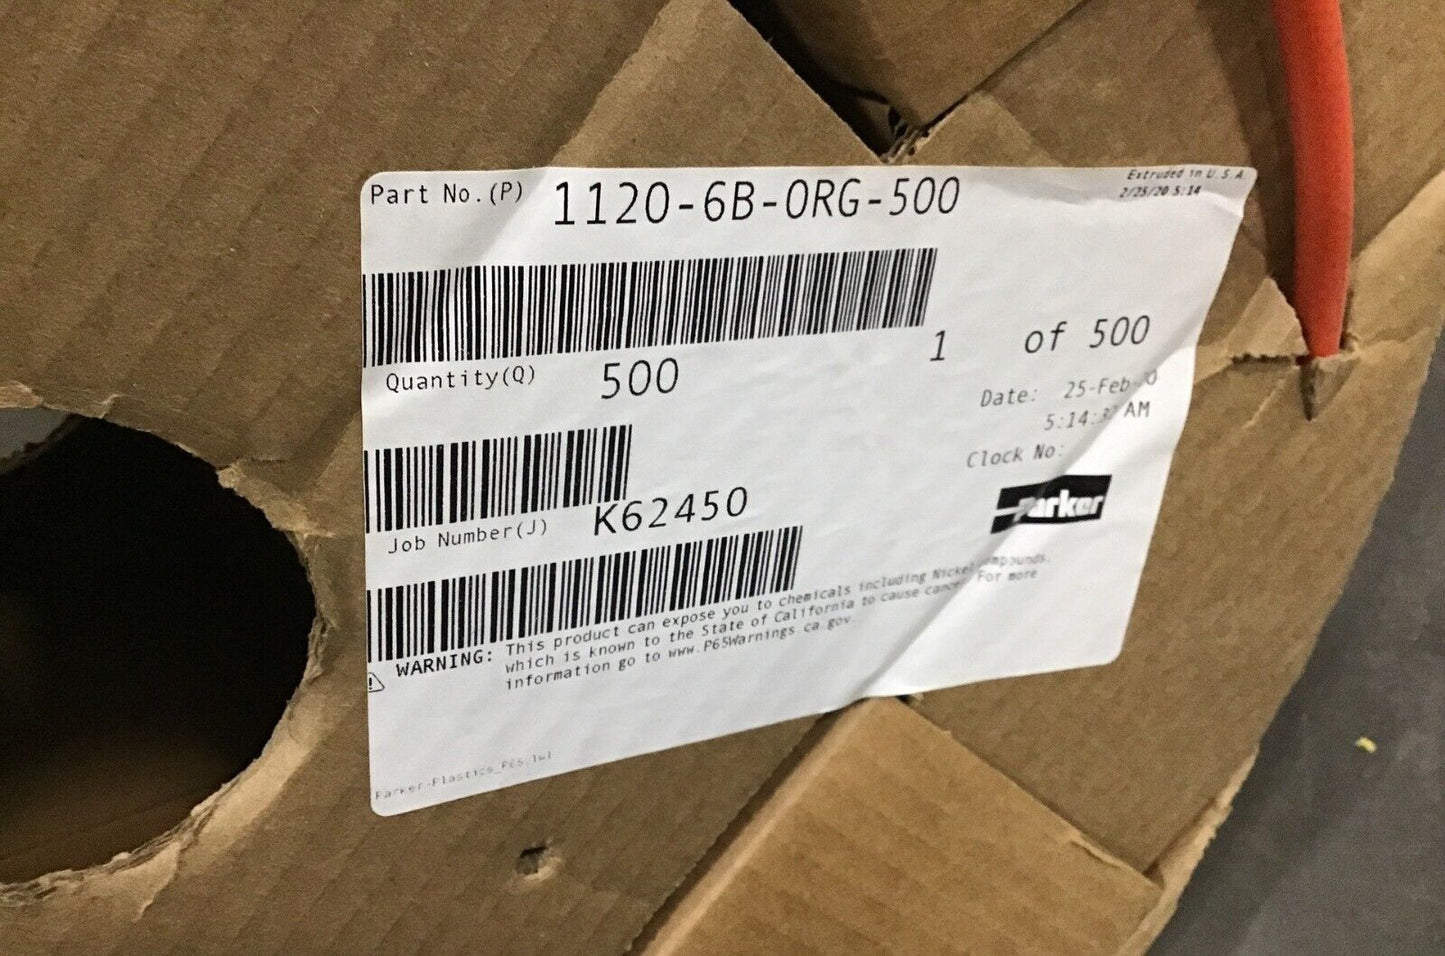 Part No.(P) 1120-6B-ORG-500
Extruded in U.S.A
2/25/20 5:14
1 of 500
Quantity(Q) 500
Date: 25-Feb-
5:14:37 AM
Clock No:
Job Number(J) K62450
Parker
WARNING: This product can expose you to chemicals including Nickel compounds,
which is known to the State of California to cause cancer. For more
information go to www.P65Warnings.ca.gov.
Parker-Plastics_P65.lwl